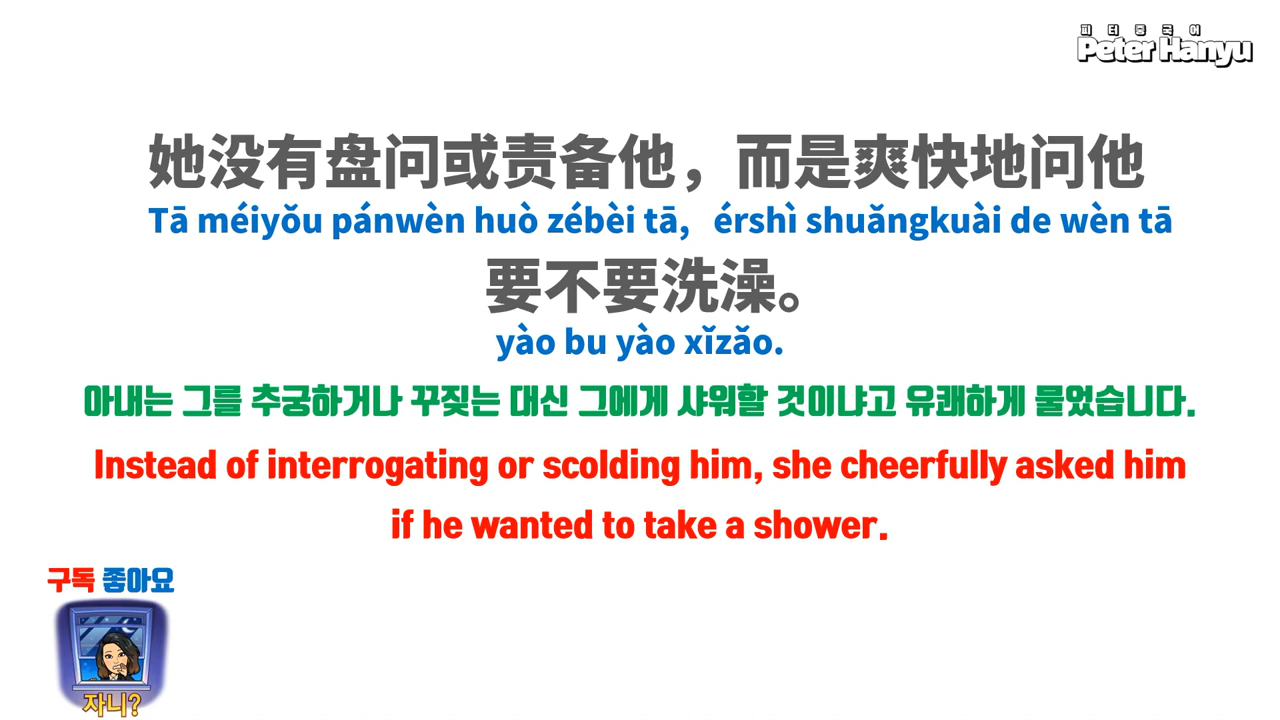 피터중국어
Peter Hanyu
她没有盘问或责备他，而是爽快地问他
Tā méiyǒu pánwèn huò zébèi tā, érshì shuǎngkuài de wèn tā
要不要洗澡。
yào bu yào xǐzǎo.
아내는 그를 추궁하거나 꾸짖는 대신 그에게 샤워할 것이냐고 유쾌하게 물었습니다.
Instead of interrogating or scolding him, she cheerfully asked him
if he wanted to take a shower.
구독 좋아요
자니?